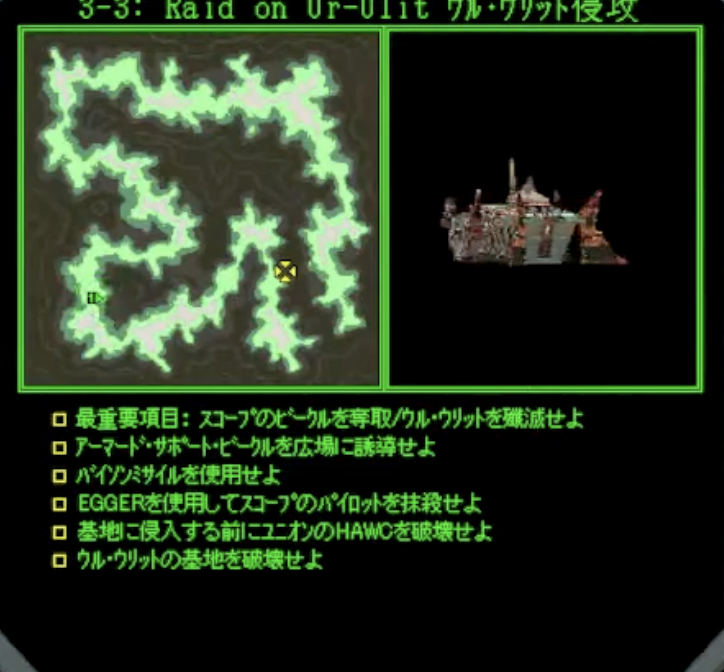 3-3: Raid on Ur-Ulit ウル・ウリット侵攻
最重要項目: スコープのビークルを奪取/ウル・ウリットを殲滅せよ
アーマード・サポート・ビークルを広場に誘導せよ
バイソンミサイルを使用せよ
EGGERを使用してスコープのパイロットを抹殺せよ
基地に侵入する前にユニオンのHAWCを破壊せよ
ウル・ウリットの基地を破壊せよ